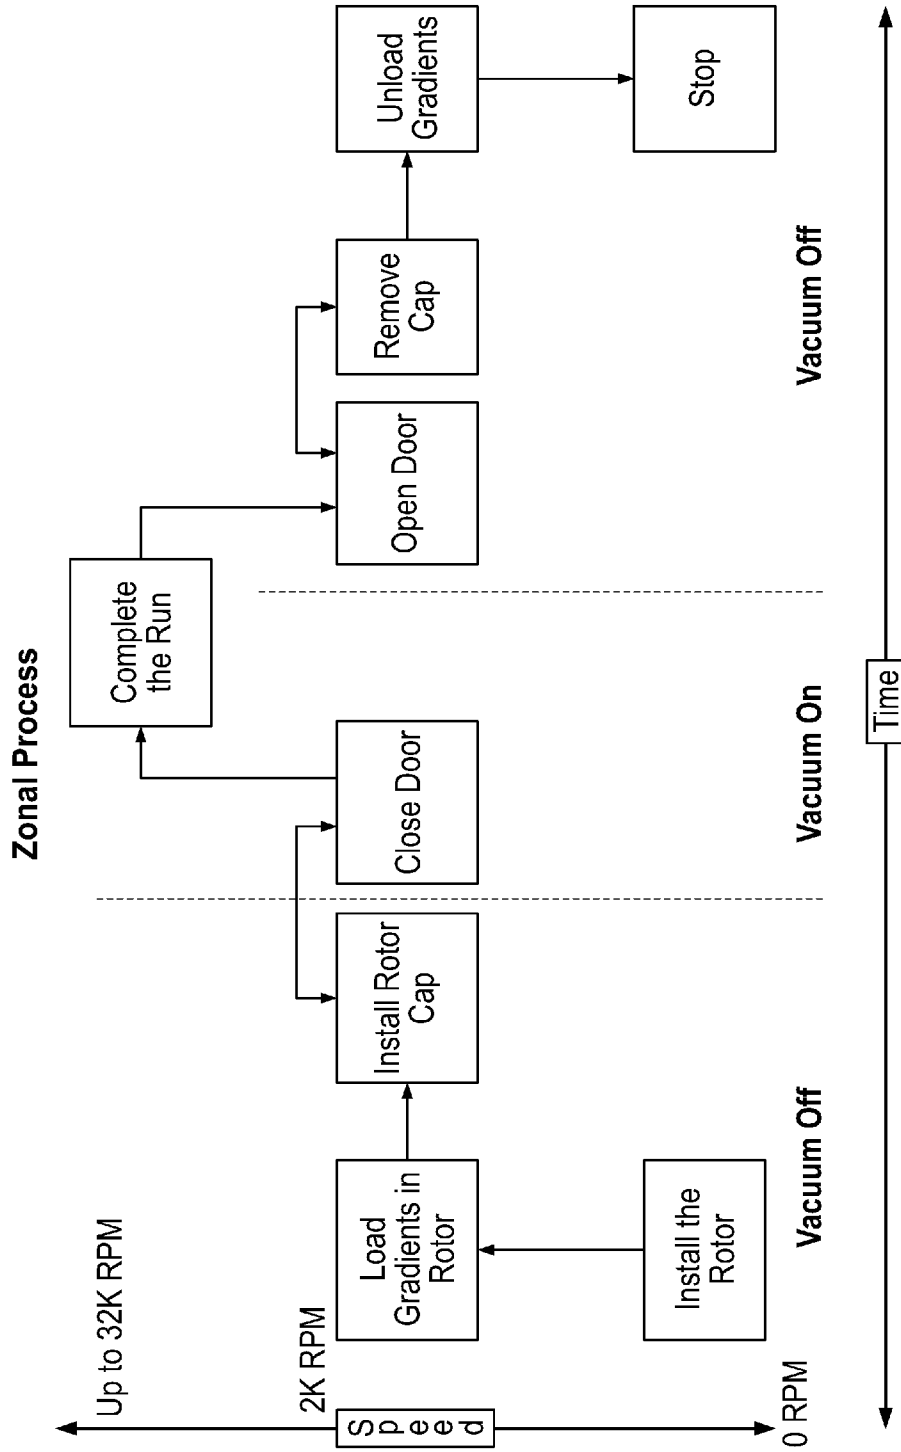 Zonal Process
Up to 32K RPM
2K RPM
Speed
0 RPM
Install the
Rotor
Load
Gradients in
Rotor
Install Rotor
Cap
Close Door
Complete
the Run
Open Door
Remove
Cap
Unload
Gradients
Stop
Vacuum Off
Vacuum On
Vacuum Off
Time